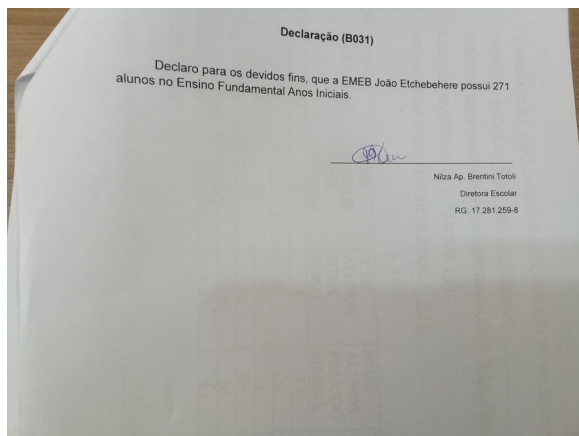 Declaração (B031)
Declaro para os devidos fins, que a EMEB João Etchebehere possui 271
alunos no Ensino Fundamental Anos Iniciais.
Nilza Ap. Brentini Totoli
Diretora Escolar
RG: 17.281.259-8